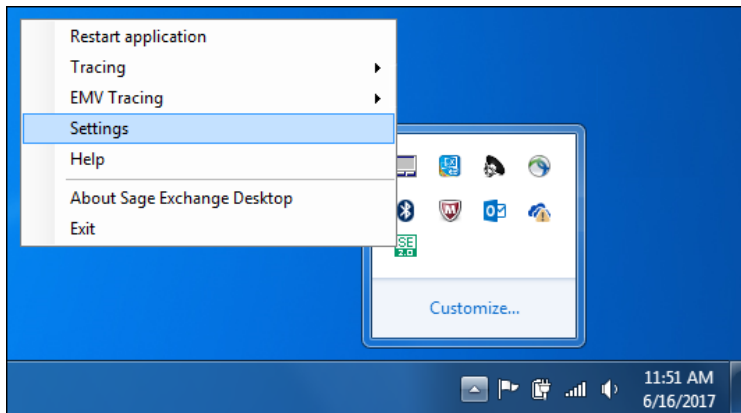 Restart application
Tracing
EMV Tracing
Settings
Help
About Sage Exchange Desktop
Exit
SE
2.0
Customize...
11:51 AM
6/16/2017